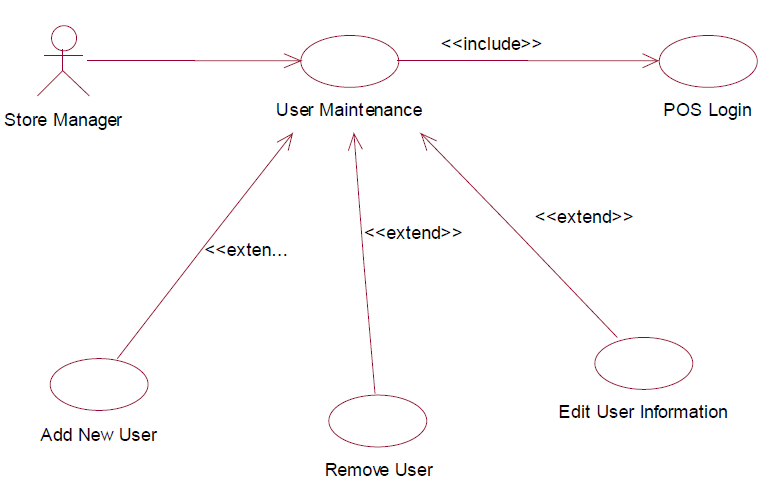 <<include>>
Store Manager
User Maintenance
POS Login
<<extend>>
<<extend>>
<<exten...
Edit User Information
Add New User
Remove User